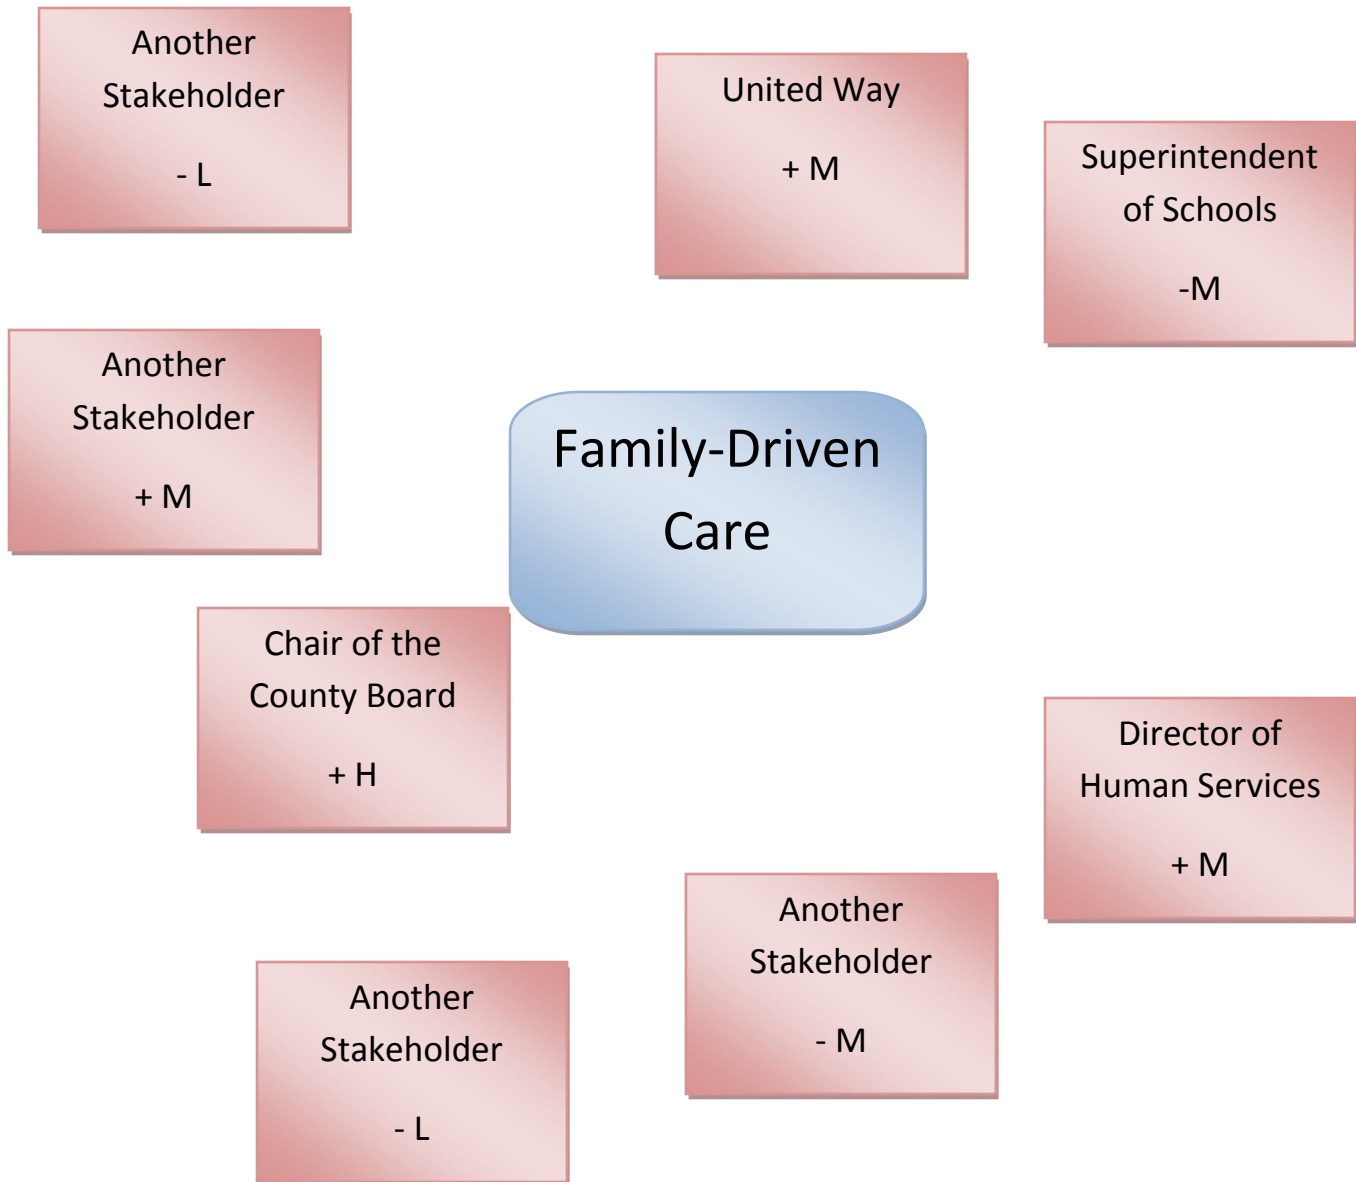 Another
Stakeholder
- L
United Way
+ M
Superintendent
of Schools
-M
Another
Stakeholder
+ M
Family-Driven
Care
Chair of the
County Board
+ H
Director of
Human Services
+ M
Another
Stakeholder
- M
Another
Stakeholder
- L